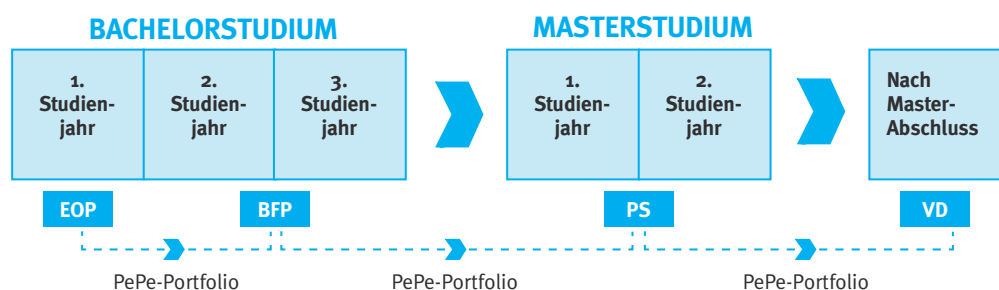 BACHELORSTUDIUM
MASTERSTUDIUM
1.
Studien-
jahr
2.
Studien-
jahr
3.
Studien-
jahr
1.
Studien-
jahr
2.
Studien-
jahr
Nach
Master-
Abschluss
EOP
BFP
PS
VD
PePe-Portfolio
PePe-Portfolio
PePe-Portfolio